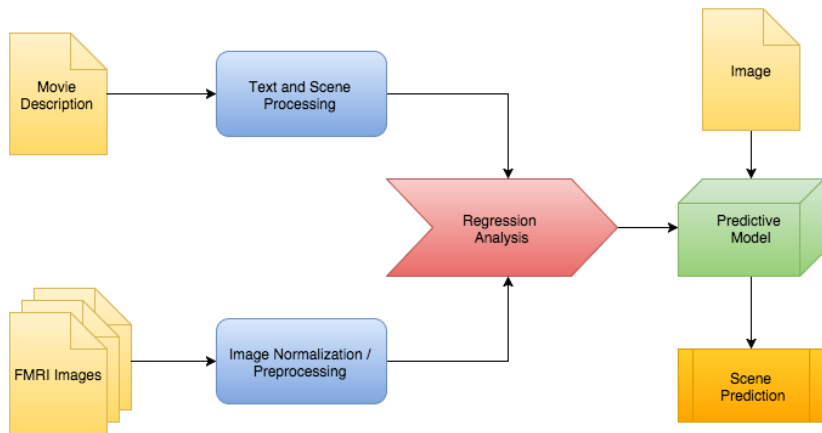 Movie
Description
Text and Scene
Processing
Image
Regression
Analysis
Predictive
Model
FMRI Images
Image Normalization /
Preprocessing
Scene
Prediction